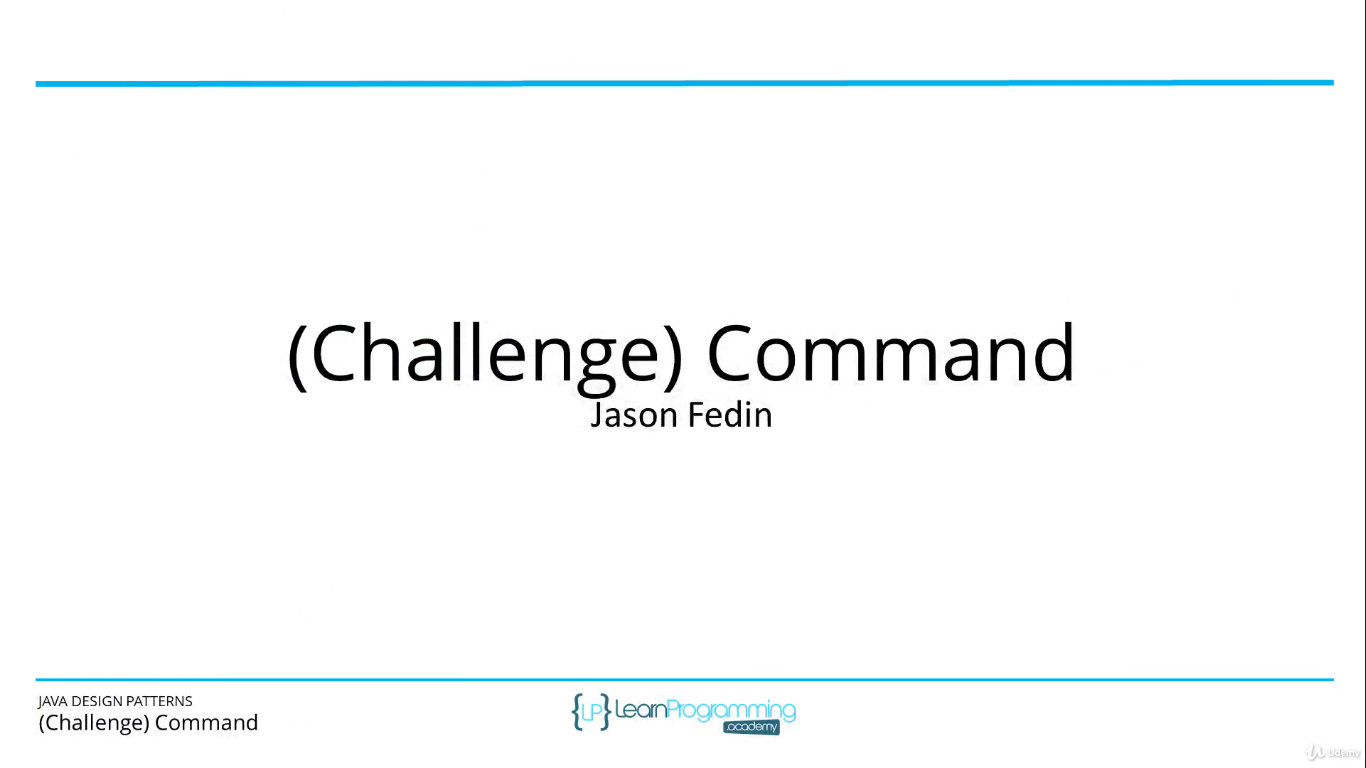 (Challenge) Command
Jason Fedin
JAVA DESIGN PATTERNS
(Challenge) Command
{LP} LearnProgramming
.academy
Udemy